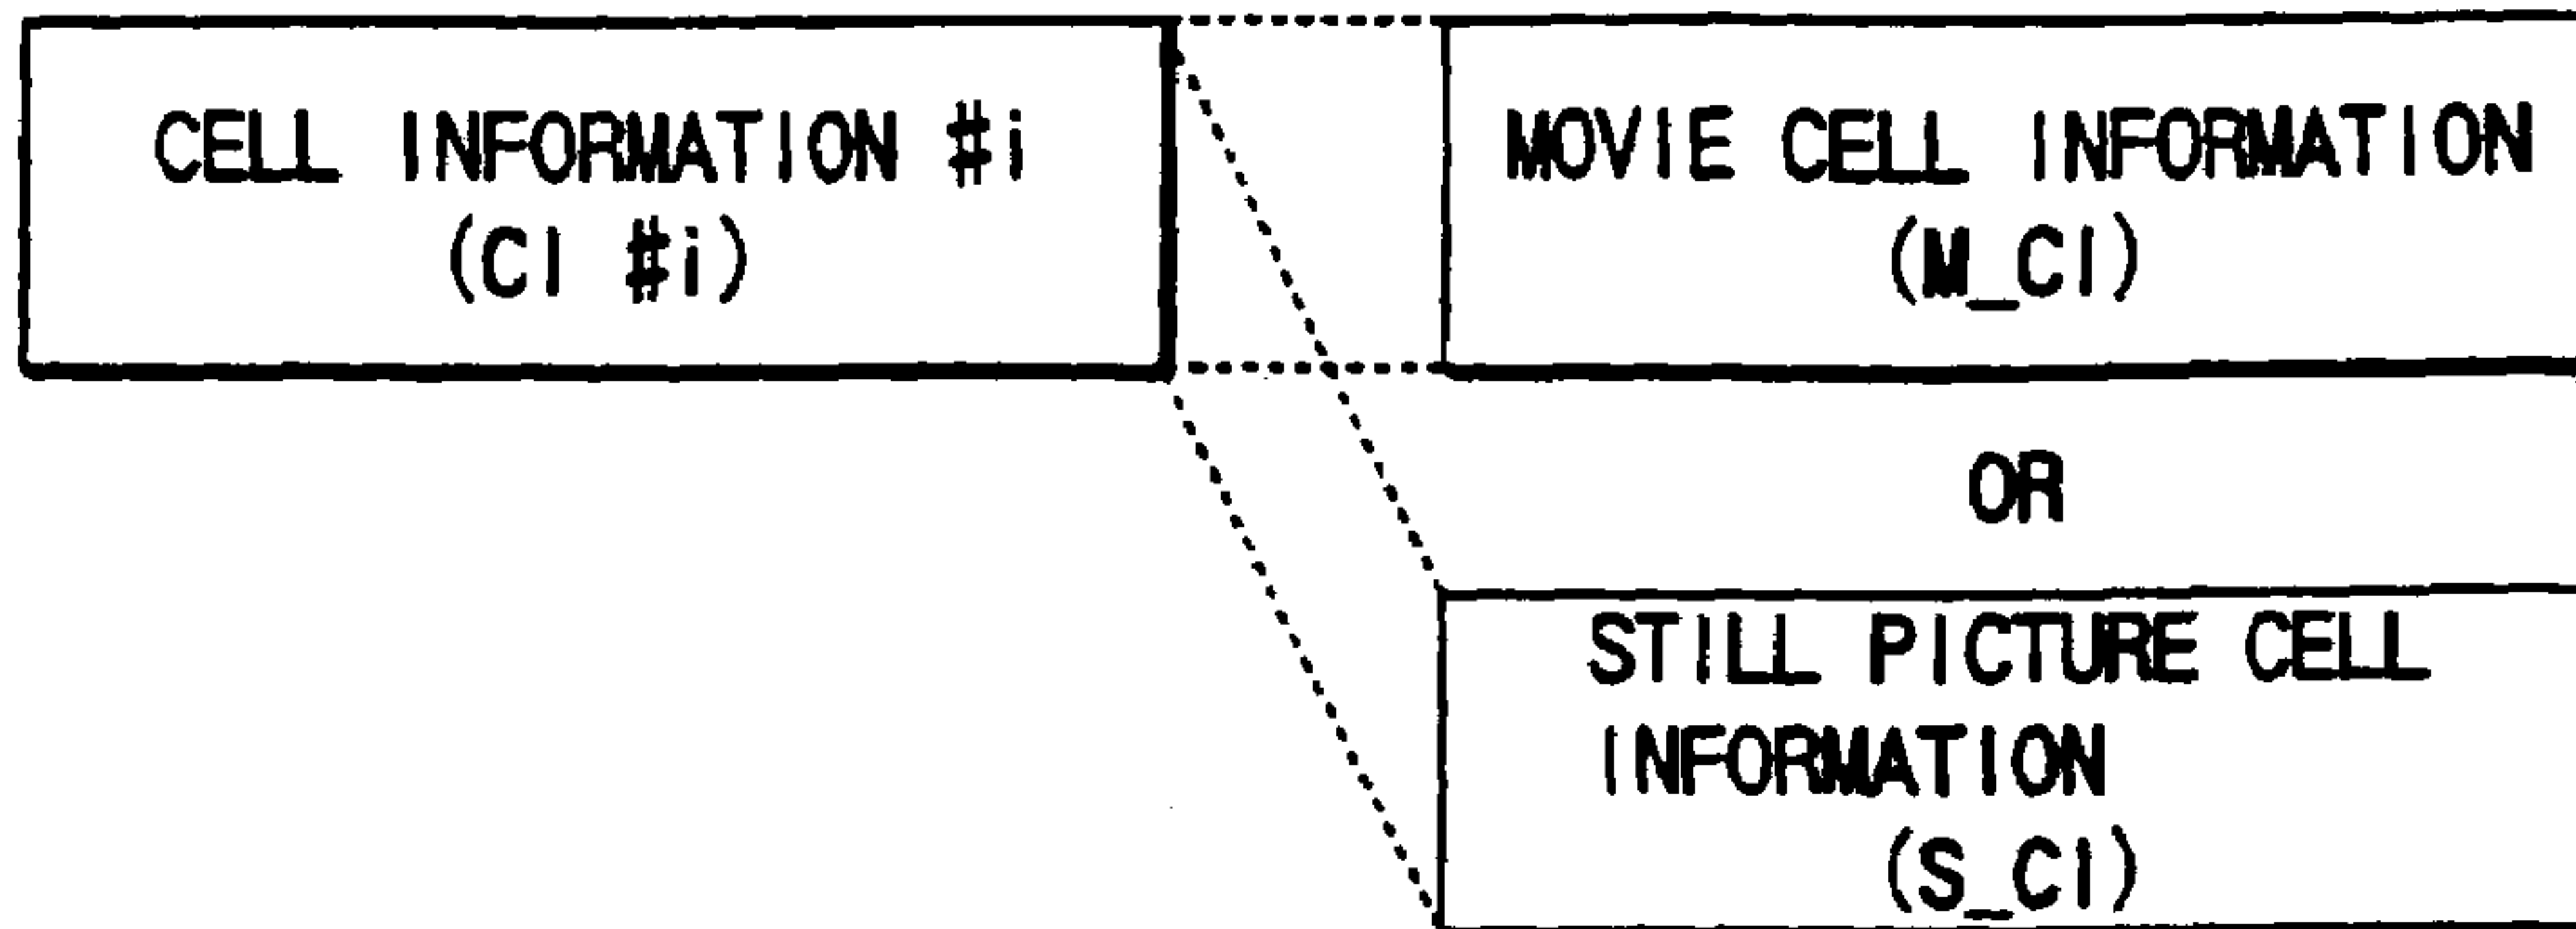 CELL INFORMATION #i
(CI #i)
MOVIE CELL INFORMATION
(M_CI)
OR
STILL PICTURE CELL
INFORMATION
(S_CI)